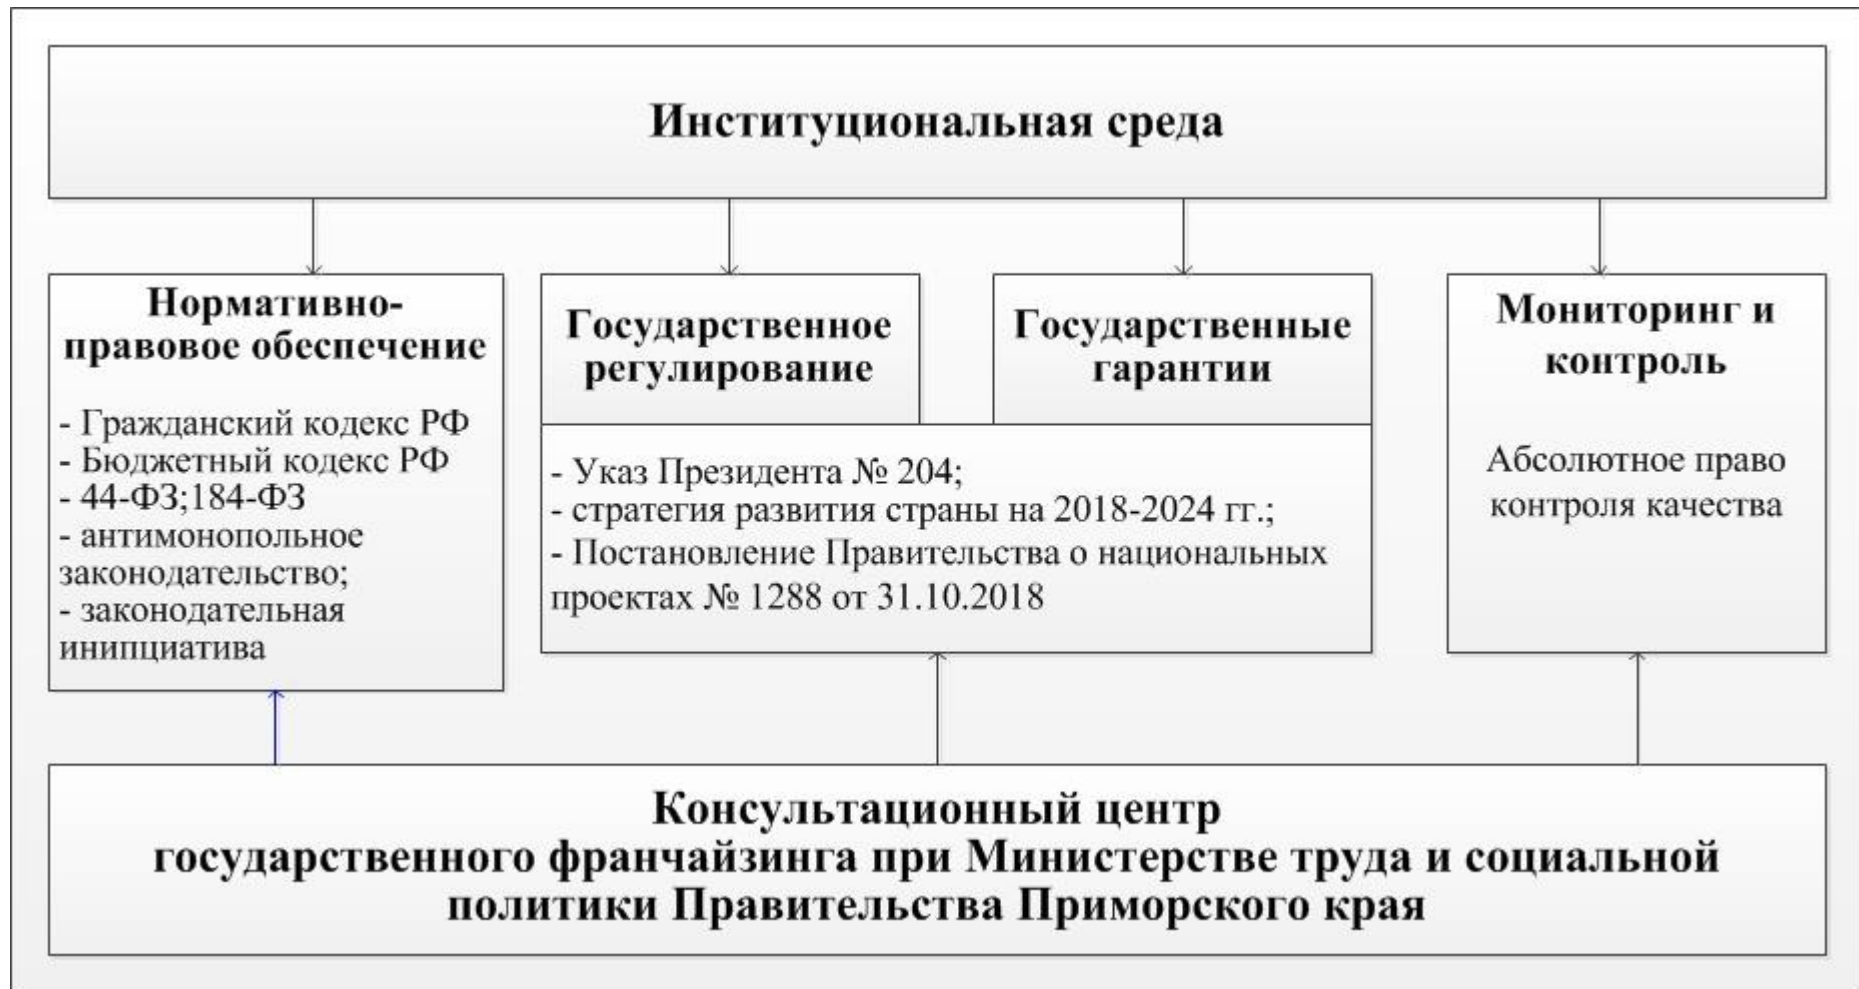 Институциональная среда
Нормативно-
правовое обеспечение
- Гражданский кодекс РФ
- Бюджетный кодекс РФ
- 44-ФЗ;184-ФЗ
- антимонопольное
законодательство;
- законодательная
инипциатива
Государственное
регулирование
Государственные
гарантии
- Указ Президента № 204;
- стратегия развития страны на 2018-2024 гг.;
- Постановление Правительства о национальных
проектах № 1288 от 31.10.2018
Мониторинг и
контроль
Абсолютное право
контроля качества
Консультационный центр
государственного франчайзинга при Министерстве труда и социальной
политики Правительства Приморского края